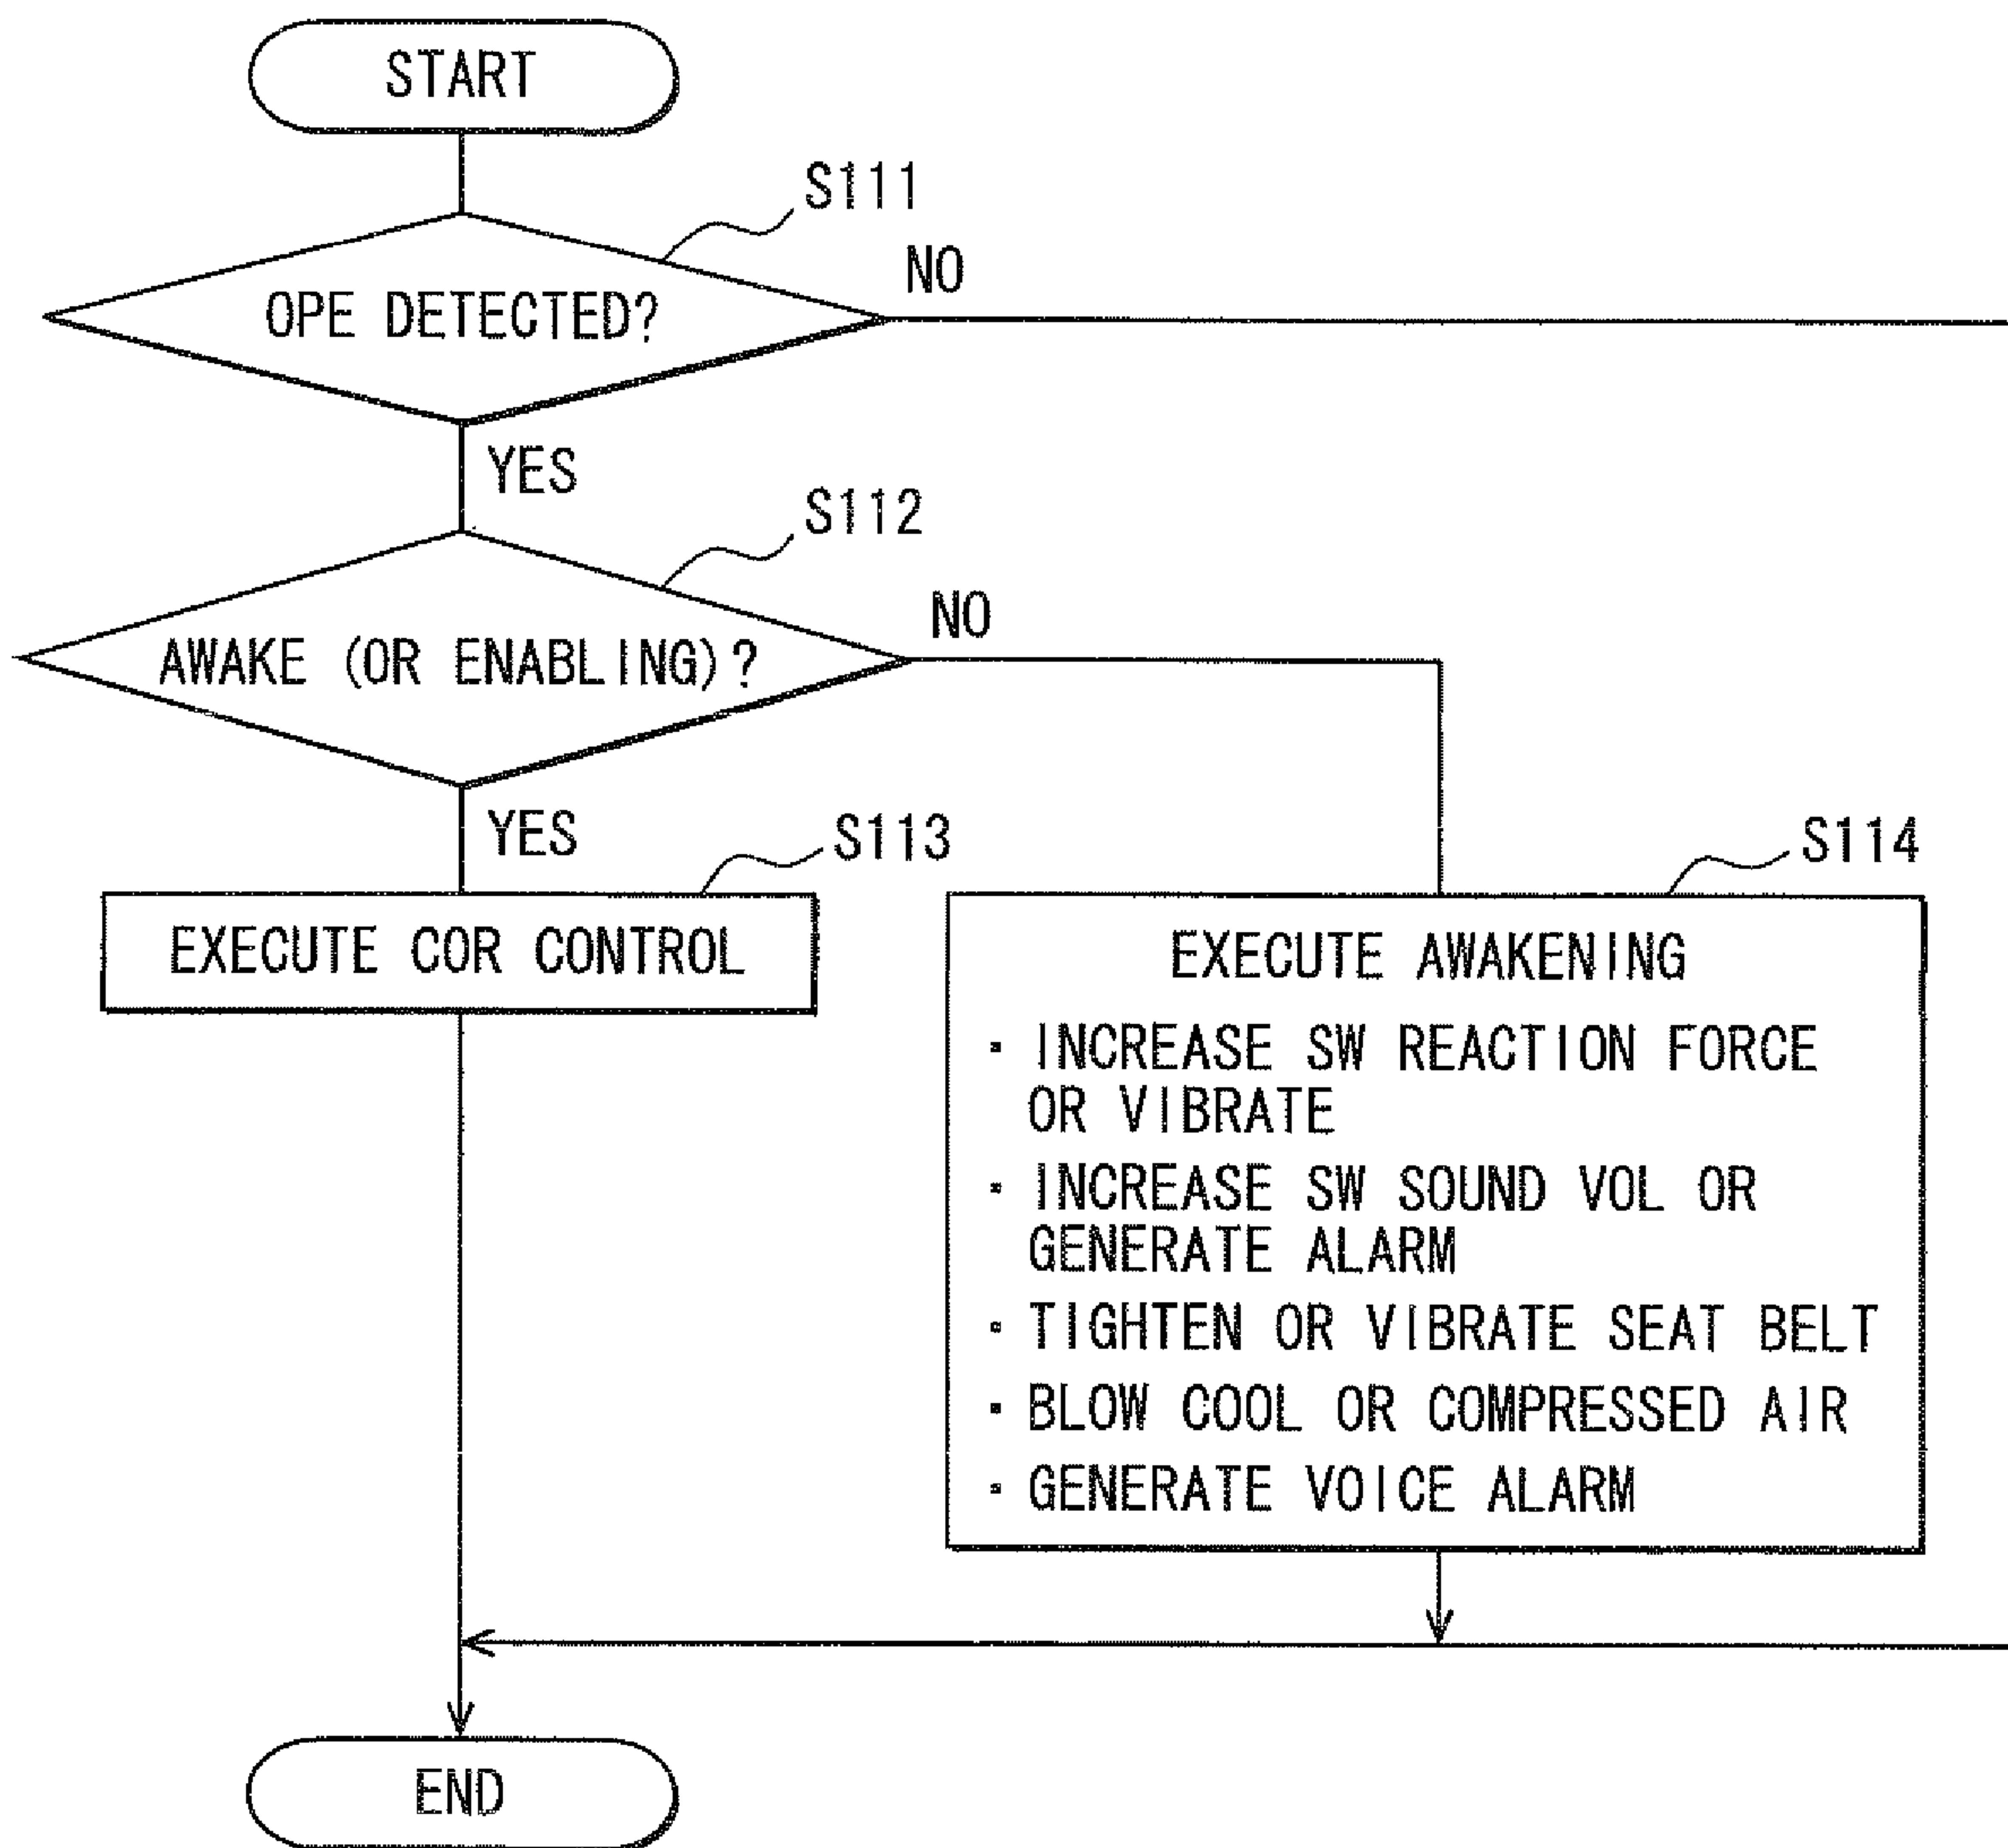 START
S111
OPE DETECTED?
NO
YES
S112
AWAKE (OR ENABLING)?
NO
YES
S113
EXECUTE COR CONTROL
S114
EXECUTE AWAKENING
・INCREASE SW REACTION FORCE
OR VIBRATE
・INCREASE SW SOUND VOL OR
GENERATE ALARM
・TIGHTEN OR VIBRATE SEAT BELT
・BLOW COOL OR COMPRESSED AIR
・GENERATE VOICE ALARM
END